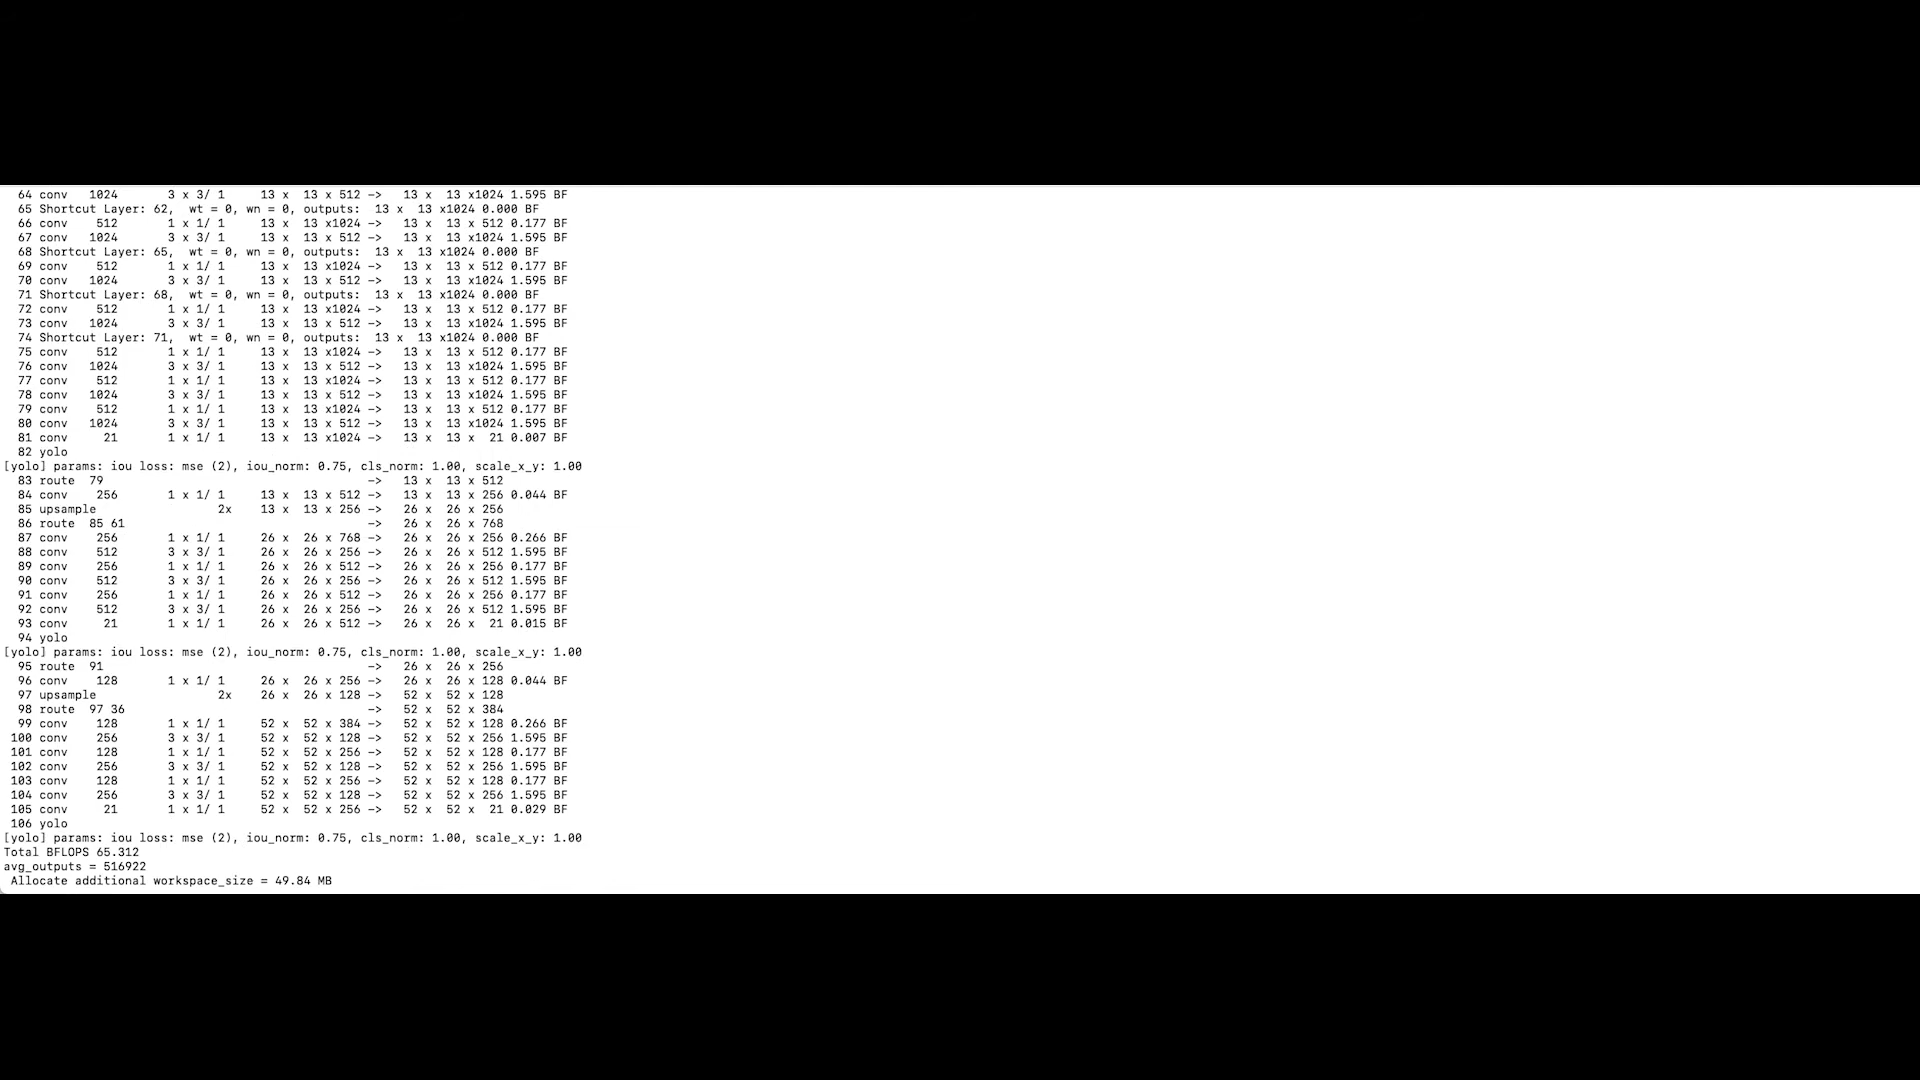 64 conv   1024       3 x 3/ 1     13 x  13 x 512 ->   13 x  13 x1024 1.595 BF
65 Shortcut Layer: 62,  wt = 0, wn = 0, outputs:  13 x  13 x1024 0.000 BF
66 conv    512       1 x 1/ 1     13 x  13 x1024 ->   13 x  13 x 512 0.177 BF
67 conv   1024       3 x 3/ 1     13 x  13 x 512 ->   13 x  13 x1024 1.595 BF
68 Shortcut Layer: 65,  wt = 0, wn = 0, outputs:  13 x  13 x1024 0.000 BF
69 conv    512       1 x 1/ 1     13 x  13 x1024 ->   13 x  13 x 512 0.177 BF
70 conv   1024       3 x 3/ 1     13 x  13 x 512 ->   13 x  13 x1024 1.595 BF
71 Shortcut Layer: 68,  wt = 0, wn = 0, outputs:  13 x  13 x1024 0.000 BF
72 conv    512       1 x 1/ 1     13 x  13 x1024 ->   13 x  13 x 512 0.177 BF
73 conv   1024       3 x 3/ 1     13 x  13 x 512 ->   13 x  13 x1024 1.595 BF
74 Shortcut Layer: 71,  wt = 0, wn = 0, outputs:  13 x  13 x1024 0.000 BF
75 conv    512       1 x 1/ 1     13 x  13 x1024 ->   13 x  13 x 512 0.177 BF
76 conv   1024       3 x 3/ 1     13 x  13 x 512 ->   13 x  13 x1024 1.595 BF
77 conv    512       1 x 1/ 1     13 x  13 x1024 ->   13 x  13 x 512 0.177 BF
78 conv   1024       3 x 3/ 1     13 x  13 x 512 ->   13 x  13 x1024 1.595 BF
79 conv    512       1 x 1/ 1     13 x  13 x1024 ->   13 x  13 x 512 0.177 BF
80 conv   1024       3 x 3/ 1     13 x  13 x 512 ->   13 x  13 x1024 1.595 BF
81 conv     21       1 x 1/ 1     13 x  13 x1024 ->   13 x  13 x  21 0.007 BF
82 yolo
[yolo] params: iou loss: mse (2), iou_norm: 0.75, cls_norm: 1.00, scale_x_y: 1.00
83 route  79                                     ->   13 x  13 x 512
84 conv    256       1 x 1/ 1     13 x  13 x 512 ->   13 x  13 x 256 0.044 BF
85 upsample                 2x    13 x  13 x 256 ->   26 x  26 x 256
86 route  85 61                                  ->   26 x  26 x 768
87 conv    256       1 x 1/ 1     26 x  26 x 768 ->   26 x  26 x 256 0.266 BF
88 conv    512       3 x 3/ 1     26 x  26 x 256 ->   26 x  26 x 512 1.595 BF
89 conv    256       1 x 1/ 1     26 x  26 x 512 ->   26 x  26 x 256 0.177 BF
90 conv    512       3 x 3/ 1     26 x  26 x 256 ->   26 x  26 x 512 1.595 BF
91 conv    256       1 x 1/ 1     26 x  26 x 512 ->   26 x  26 x 256 0.177 BF
92 conv    512       3 x 3/ 1     26 x  26 x 256 ->   26 x  26 x 512 1.595 BF
93 conv     21       1 x 1/ 1     26 x  26 x 512 ->   26 x  26 x  21 0.015 BF
94 yolo
[yolo] params: iou loss: mse (2), iou_norm: 0.75, cls_norm: 1.00, scale_x_y: 1.00
95 route  91                                     ->   26 x  26 x 256
96 conv    128       1 x 1/ 1     26 x  26 x 256 ->   26 x  26 x 128 0.044 BF
97 upsample                 2x    26 x  26 x 128 ->   52 x  52 x 128
98 route  97 36                                  ->   52 x  52 x 384
99 conv    128       1 x 1/ 1     52 x  52 x 384 ->   52 x  52 x 128 0.266 BF
100 conv    256       3 x 3/ 1     52 x  52 x 128 ->   52 x  52 x 256 1.595 BF
101 conv    128       1 x 1/ 1     52 x  52 x 256 ->   52 x  52 x 128 0.177 BF
102 conv    256       3 x 3/ 1     52 x  52 x 128 ->   52 x  52 x 256 1.595 BF
103 conv    128       1 x 1/ 1     52 x  52 x 256 ->   52 x  52 x 128 0.177 BF
104 conv    256       3 x 3/ 1     52 x  52 x 128 ->   52 x  52 x 256 1.595 BF
105 conv     21       1 x 1/ 1     52 x  52 x 256 ->   52 x  52 x  21 0.029 BF
106 yolo
[yolo] params: iou loss: mse (2), iou_norm: 0.75, cls_norm: 1.00, scale_x_y: 1.00
Total BFLOPS 65.312
avg_outputs = 516922
Allocate additional workspace_size = 49.84 MB